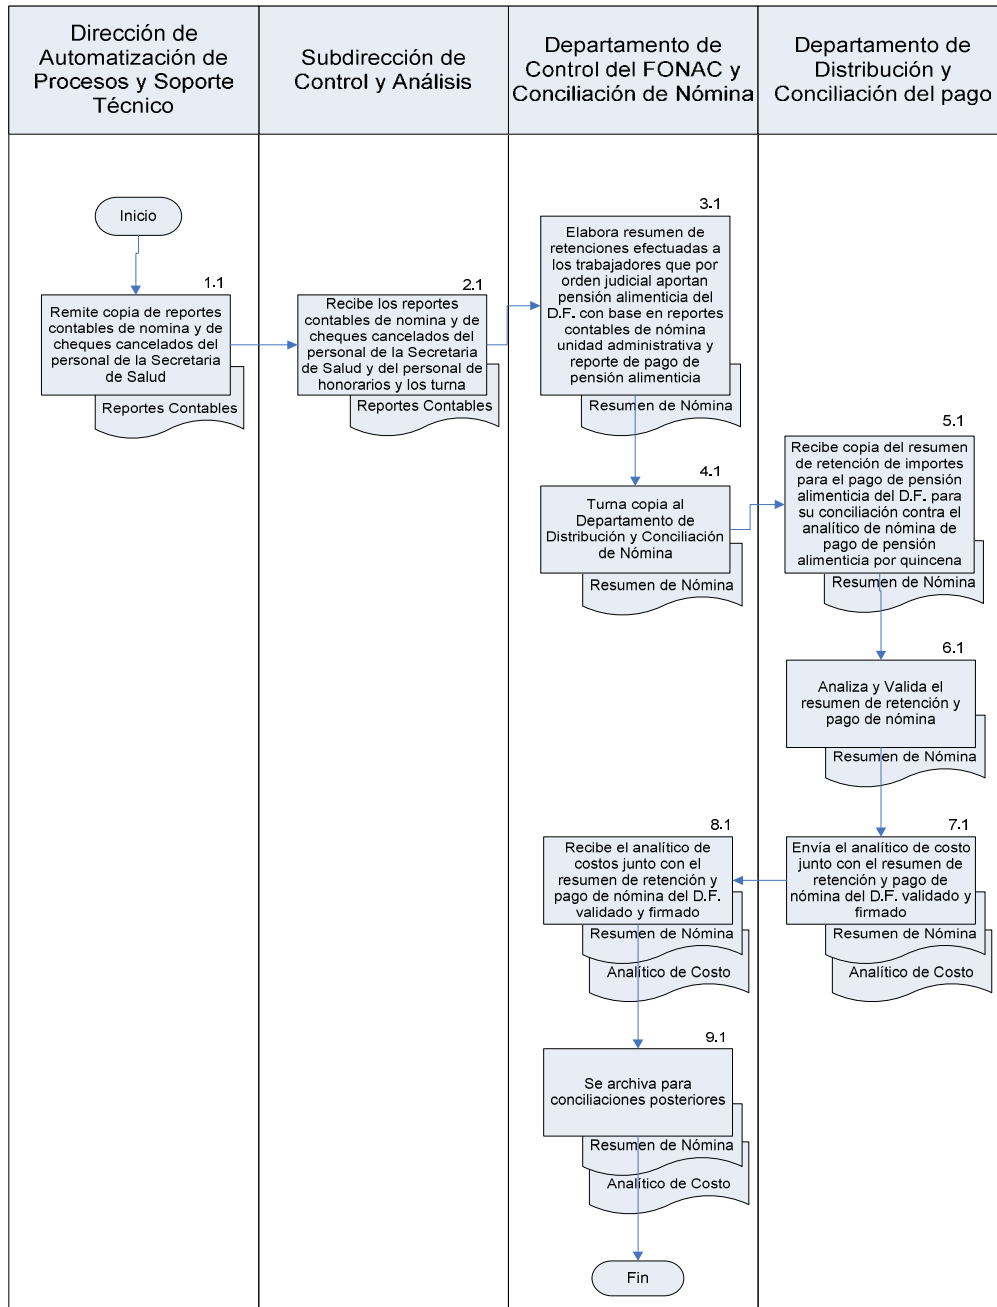 Dirección de
Automatización de
Procesos y Soporte
Técnico
Subdirección de
Control y Análisis
Departamento de
Control del FONAC y
Conciliación de Nómina
Departamento de
Distribución y
Conciliación del pago
Inicio
1.1
Remite copia de reportes
contables de nomina y de
cheques cancelados del
personal de la Secretaria
de Salud
Reportes Contables
2.1
Recibe los reportes
contables de nomina y de
cheques cancelados del
personal de la Secretaria
de Salud y del personal de
honorarios y los turna
Reportes Contables
3.1
Elabora resumen de
retenciones efectuadas a
los trabajadores que por
orden judicial aportan
pensión alimenticia del
D.F. con base en reportes
contables de nómina
unidad administrativa y
reporte de pago de
pensión alimenticia
Resumen de Nómina
4.1
Turna copia al
Departamento de
Distribución y Conciliación
de Nómina
Resumen de Nómina
5.1
Recibe copia del resumen
de retención de importes
para el pago de pensión
alimenticia del D.F. para
su conciliación contra el
analítico de nómina de
pago de pensión
alimenticia por quincena
Resumen de Nómina
6.1
Analiza y Valida el
resumen de retención y
pago de nómina
Resumen de Nómina
7.1
Envía el analítico de costo
junto con el resumen de
retención y pago de
nómina del D.F. validado y
firmado
Resumen de Nómina
Analítico de Costo
8.1
Recibe el analítico de
costos junto con el
resumen de retención y
pago de nómina del D.F.
validado y firmado
Resumen de Nómina
Analítico de Costo
9.1
Se archiva para
conciliaciones posteriores
Resumen de Nómina
Analítico de Costo
Fin